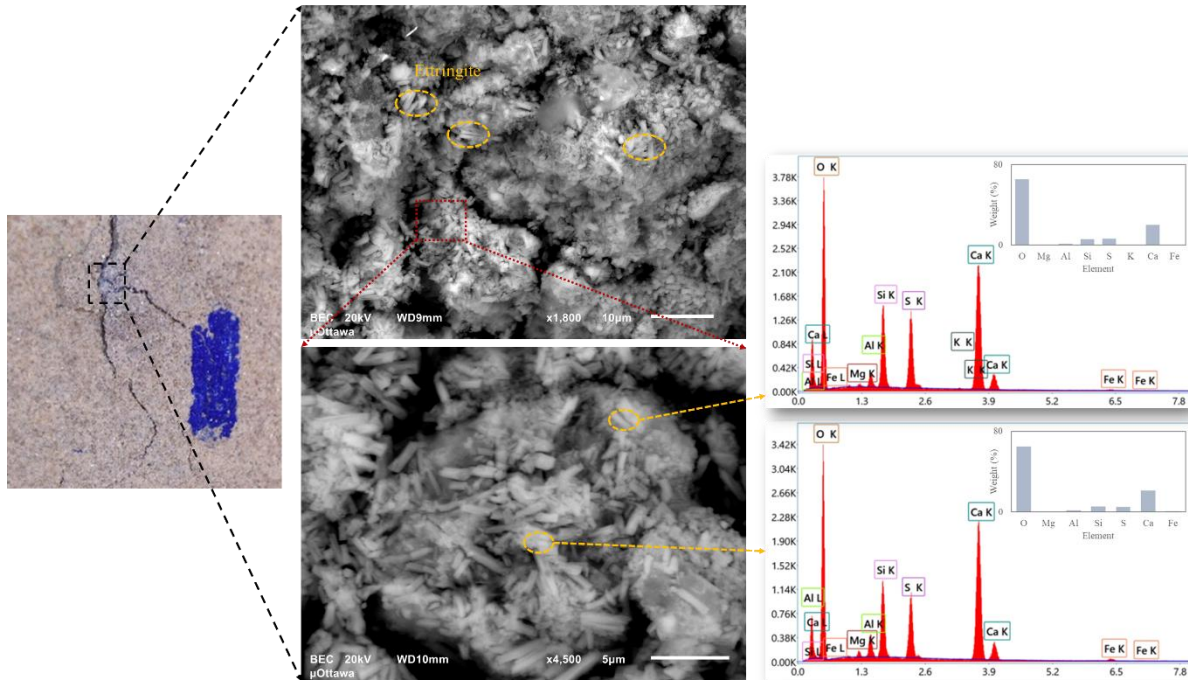 Ettringite
BEC 20kV WD9mm x1,800 10μm
μOttawa
BEC 20kV WD10mm x4,500 5μm
μOttawa
3.78K
3.36K
2.94K
2.52K
2.10K
1.68K
1.26K
0.84K
0.42K
0.00K
O K
Ca L
S L
Al L
Fe L
Mg K
Al K
Si K
S K
K K
K K
Ca K
Ca K
Fe K
Fe K
0.0 1.3 2.6 3.9 5.2 6.5 7.8
80
0
Weight (%)
O Mg Al Si S K Ca Fe
Element
3.42K
3.04K
2.66K
2.28K
1.90K
1.52K
1.14K
0.76K
0.38K
0.00K
O K
Al L
Ca L
S L
Fe L
Mg K
Al K
Si K
S K
Ca K
Ca K
Fe K
Fe K
0.0 1.3 2.6 3.9 5.2 6.5 7.8
80
0
Weight (%)
O Mg Al Si S Ca Fe
Element